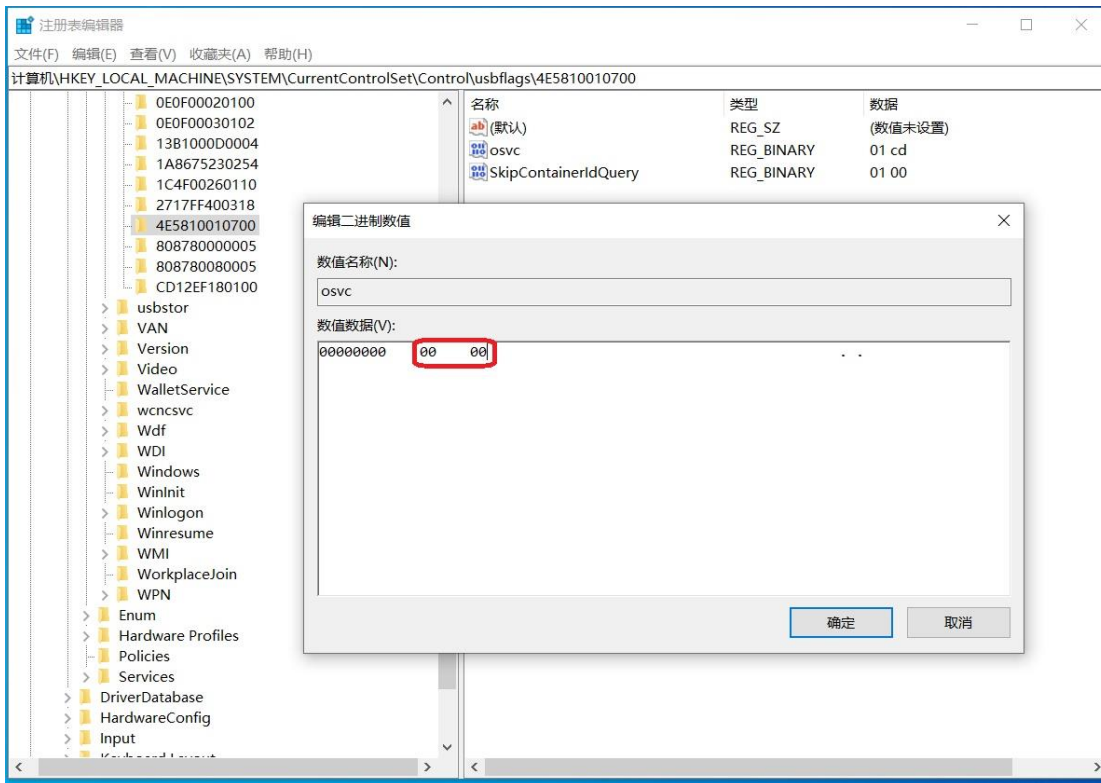 注册表编辑器
文件(F) 编辑(E) 查看(V) 收藏夹(A) 帮助(H)
计算机\HKEY_LOCAL_MACHINE\SYSTEM\CurrentControlSet\Control\usbflags\4E5810010700
0E0F00020100
0E0F00030102
13B1000D0004
1A8675230254
1C4F00260110
2717FF400318
4E5810010700
808780000005
808780080005
CD12EF180100
usbstor
VAN
Version
Video
WalletService
wcncsvc
Wdf
WDI
Windows
WinInit
Winlogon
Winresume
WMI
WorkplaceJoin
WPN
Enum
Hardware Profiles
Policies
Services
DriverDatabase
HardwareConfig
Input
名称 类型 数据
ab (默认) REG_SZ (数值未设置)
osvc REG_BINARY 01 cd
SkipContainerIdQuery REG_BINARY 01 00
编辑二进制数值
数值名称(N):
osvc
数值数据(V):
00000000 00 00 . .
确定 取消